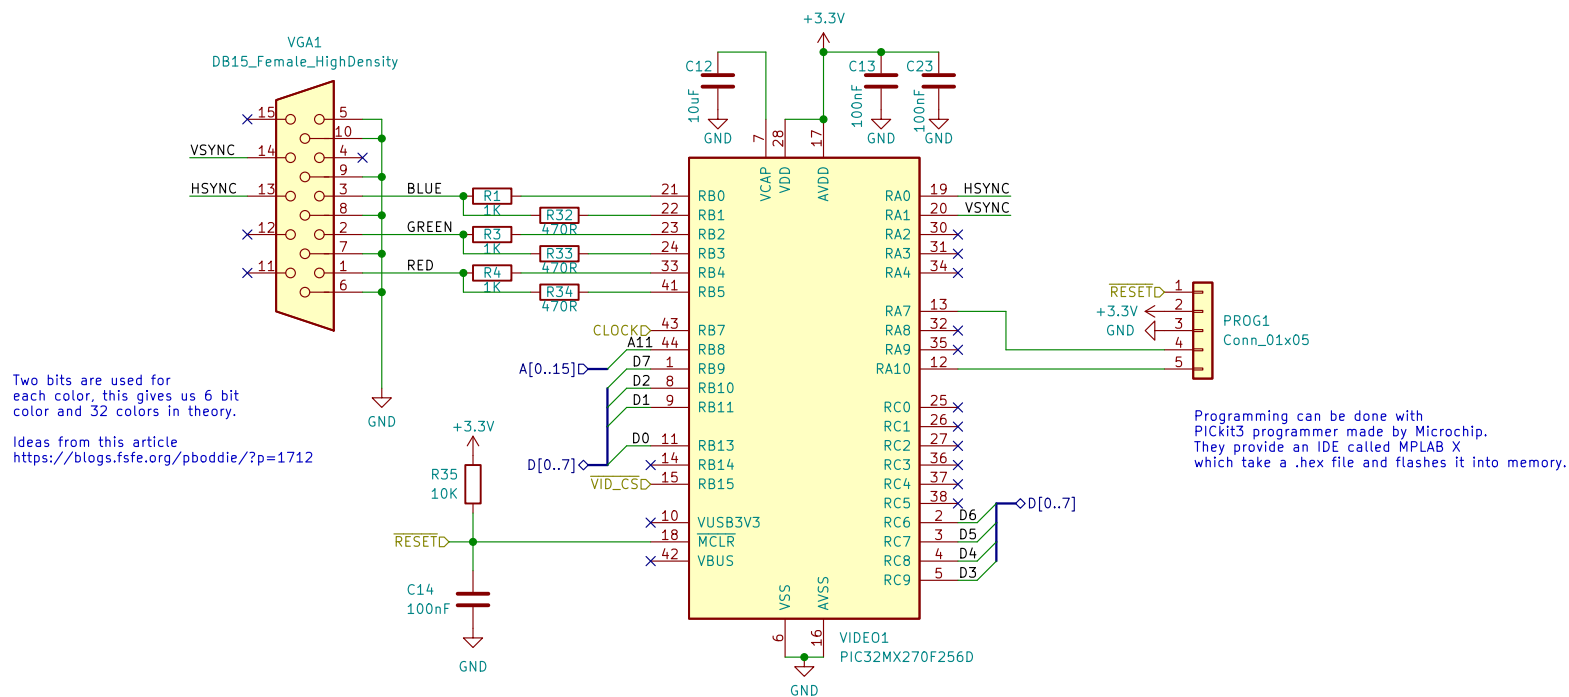 +3.3V
VGA1
DB15_Female_HighDensity
C12
10uF
GND
C13
100nF
GND
C23
100nF
GND
15
5
10
VSYNC
14
4
9
HSYNC
13
3
BLUE
8
12
2
GREEN
7
11
1
RED
6
GND
R1
1K
R32
470R
R3
1K
R33
470R
R4
1K
R34
470R
7
28
17
VCAP
VDD
AVDD
21
RB0
22
RB1
23
RB2
24
RB3
33
RB4
41
RB5
CLOCK
43
RB7
A11
44
RB8
A[0..15]
D7
1
RB9
D2
8
RB10
D1
9
RB11
D0
11
RB13
D[0..7]
14
RB14
VID_CS
15
RB15
10
VUSB3V3
18
MCLR
42
VBUS
RA0
19
HSYNC
RA1
20
VSYNC
RA2
30
RA3
31
RA4
34
RA7
13
RA8
32
RA9
35
RA10
12
RC0
25
RC1
26
RC2
27
RC3
36
RC4
37
RC5
38
RC6
2
D6
RC7
3
D5
RC8
4
D4
RC9
5
D3
D[0..7]
VSS
AVSS
6
16
GND
VIDEO1
PIC32MX270F256D
RESET
1
+3.3V
2
GND
3
4
5
PROG1
Conn_01x05
Two bits are used for
each color, this gives us 6 bit
color and 32 colors in theory.
Ideas from this article
https://blogs.fsfe.org/pboddie/?p=1712
+3.3V
R35
10K
RESET
C14
100nF
GND
Programming can be done with
PICkit3 programmer made by Microchip.
They provide an IDE called MPLAB X
which take a .hex file and flashes it into memory.